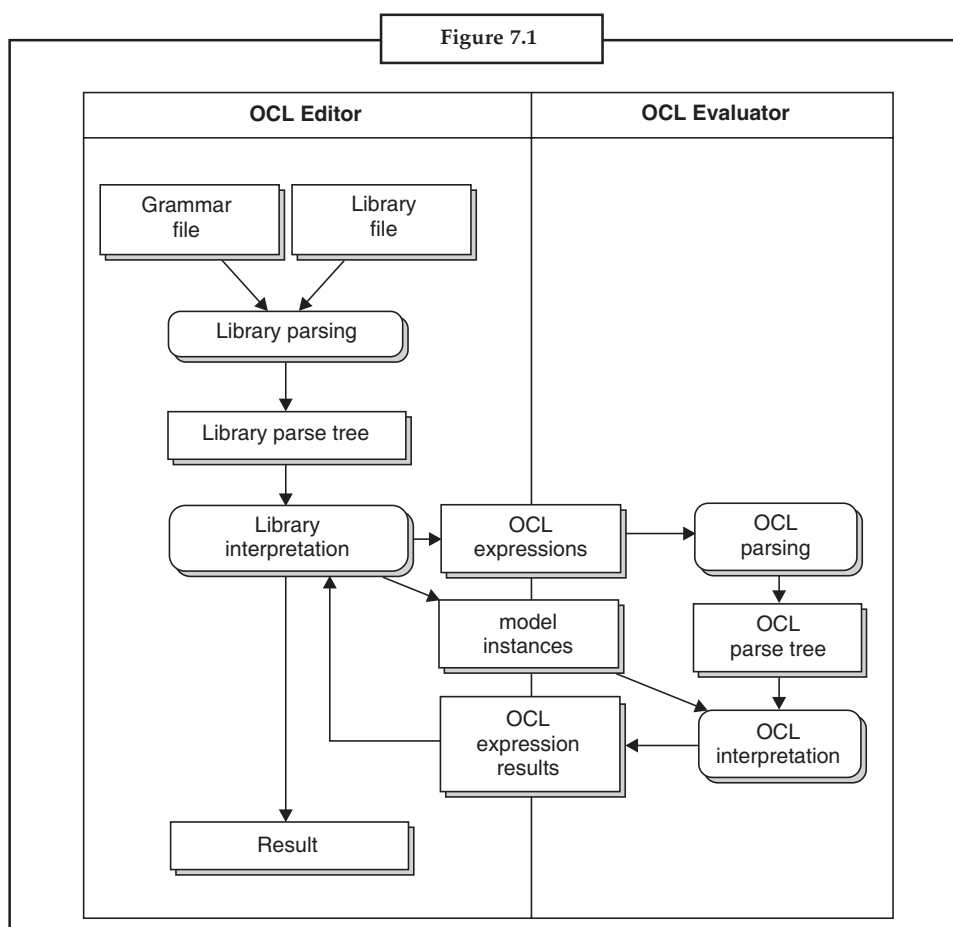 Figure 7.1
OCL Editor
OCL Evaluator
Grammar
file
Library
file
Library parsing
Library parse tree
Library
interpretation
OCL
expressions
OCL
parsing
model
instances
OCL
parse tree
OCL
expression
results
OCL
interpretation
Result